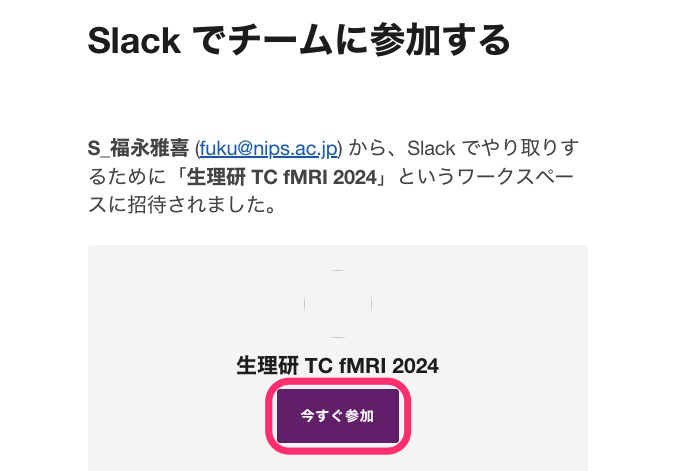 Slack でチームに参加する
S_福永雅喜 (fuku@nips.ac.jp) から、Slack でやり取りす
るために「生理研 TC fMRI 2024」というワークスペー
スに招待されました。
生理研 TC fMRI 2024
今すぐ参加